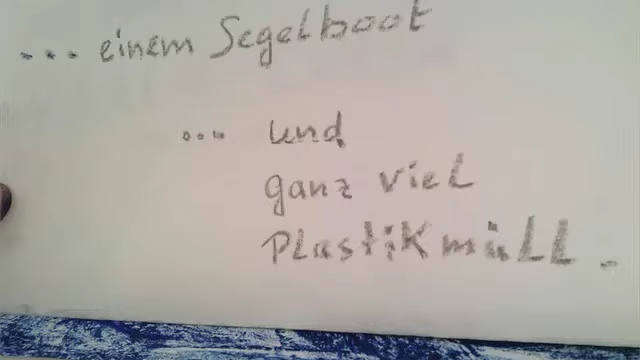 ... einem Segelboot
... und
ganz viel
Plastikmüll.